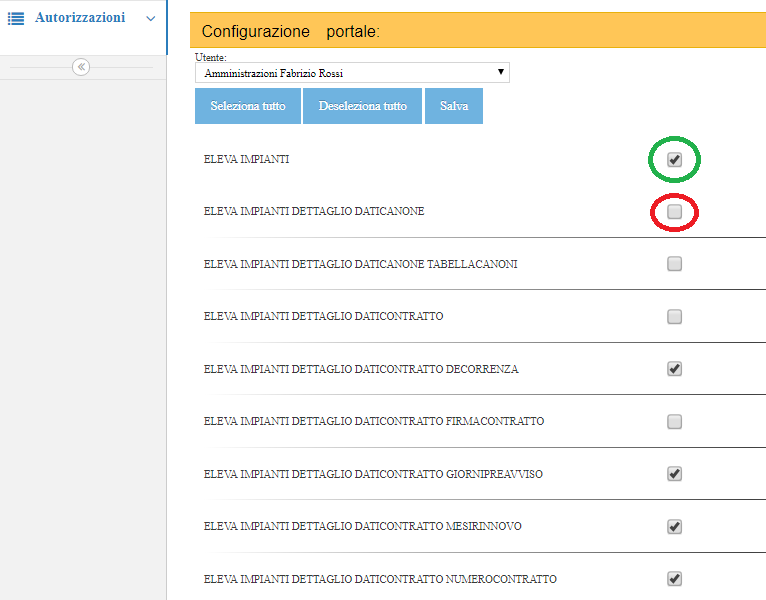 Autorizzazioni
Configurazione portale:
Utente:
Amministrazioni Fabrizio Rossi
Seleziona tutto
Deseleziona tutto
Salva
ELEVA IMPIANTI
ELEVA IMPIANTI DETTAGLIO DATICANONE
ELEVA IMPIANTI DETTAGLIO DATICANONE TABELLACANONI
ELEVA IMPIANTI DETTAGLIO DATICONTRATTO
ELEVA IMPIANTI DETTAGLIO DATICONTRATTO DECORRENZA
ELEVA IMPIANTI DETTAGLIO DATICONTRATTO FIRMACONTRATTO
ELEVA IMPIANTI DETTAGLIO DATICONTRATTO GIORNIPREAVVISO
ELEVA IMPIANTI DETTAGLIO DATICONTRATTO MESIRINNOVO
ELEVA IMPIANTI DETTAGLIO DATICONTRATTO NUMEROCONTRATTO